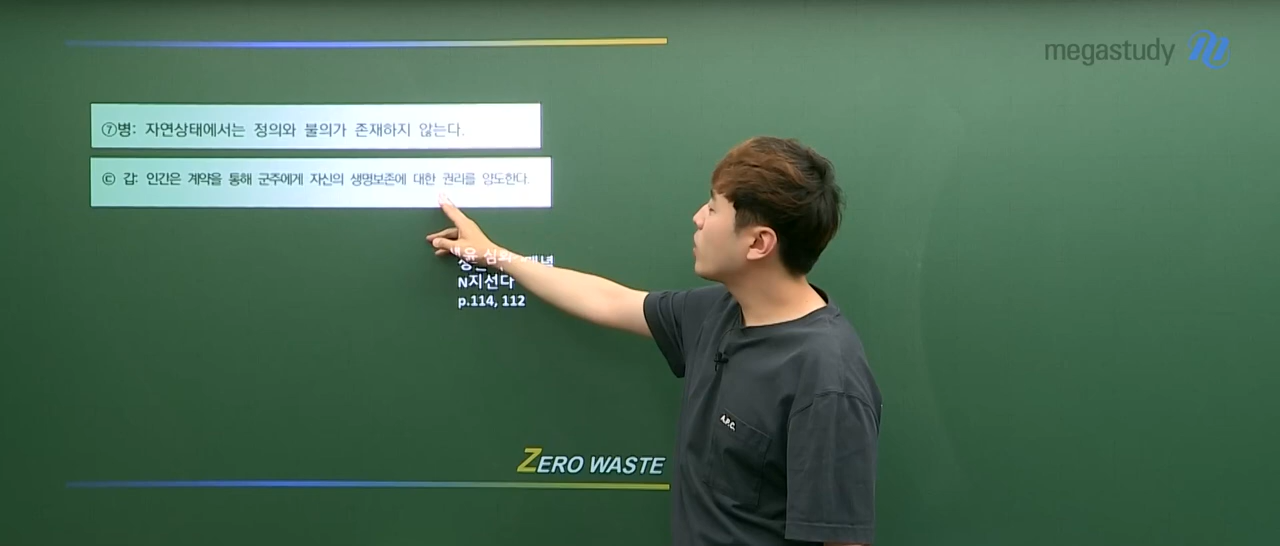 megastudy
⑦병: 자연상태에서는 정의와 불의가 존재하지 않는다.
ⓒ 갑: 인간은 계약을 통해 군주에게 자신의 생명보존에 대한 권리를 양도한다.
N지선다
p.114, 112
A.P.C.
ZERO WASTE